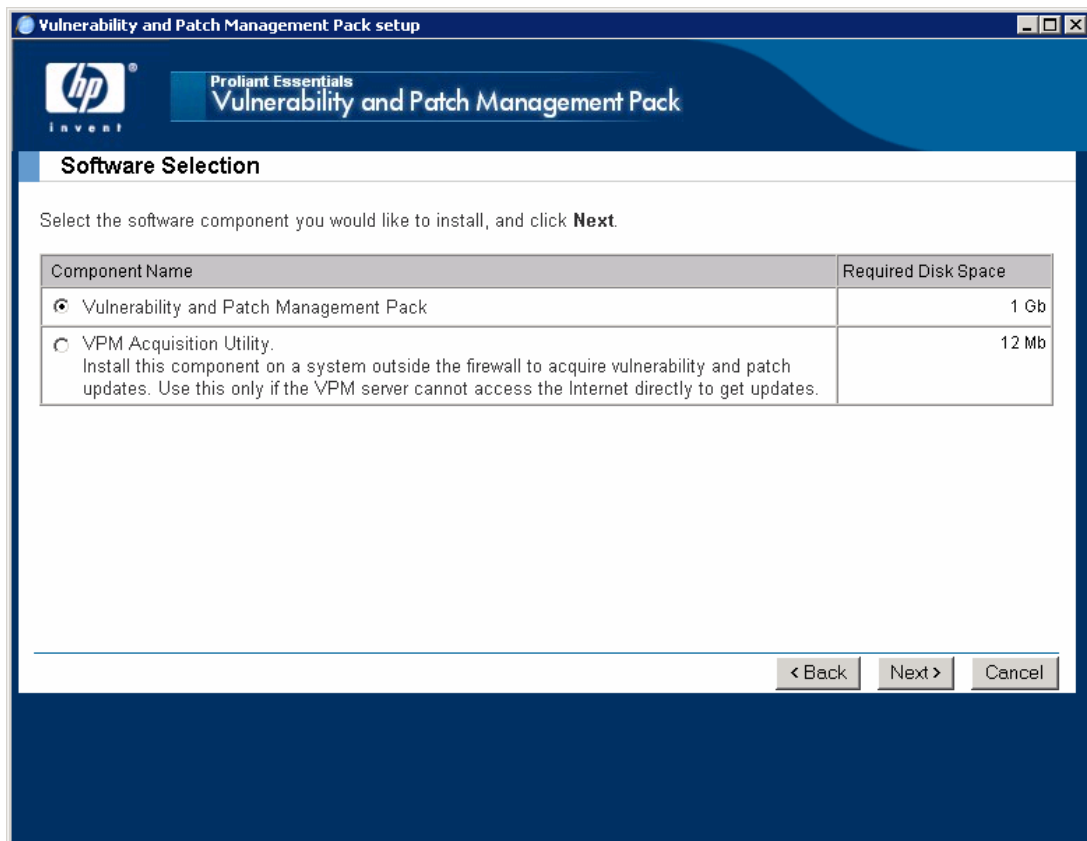 Vulnerability and Patch Management Pack setup
hp
®
invent
Proliant Essentials
Vulnerability and Patch Management Pack
Software Selection
Select the software component you would like to install, and click Next.
Component Name
Required Disk Space
Vulnerability and Patch Management Pack
1 Gb
VPM Acquisition Utility.
12 Mb
Install this component on a system outside the firewall to acquire vulnerability and patch
updates. Use this only if the VPM server cannot access the Internet directly to get updates.
< Back
Next >
Cancel